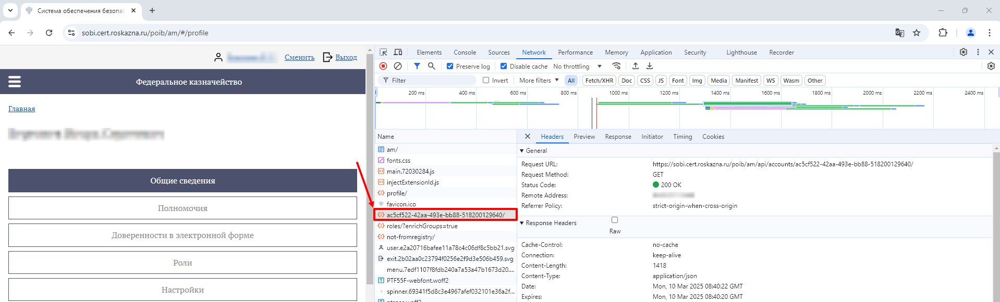 Система обеспечения безопас
sobi.cert.roskazna.ru/poib/am/#/profile
Сменить Выход
Федеральное казначейство
Главная
Общие сведения
Полномочия
Доверенности в электронной форме
Роли
Настройки
Elements Console Sources Network Performance Memory Application Security Lighthouse Recorder
Preserve log Disable cache No throttling
Filter Invert More filters All Fetch/XHR Doc CSS JS Font Img Media Manifest WS Wasm Other
200 ms 400 ms 600 ms 800 ms 1000 ms 1200 ms 1400 ms 1600 ms 1800 ms 2000 ms 2200 ms 2400 ms
Name
am/
fonts.css
main.72030284.js
injectExtensionId.js
profile/
favicon.ico
ac5cf522-42aa-493e-bb88-518200129640/
roles/?enrichGroups=true
not-fromregistry/
user.e2a20716bafee11a78c4c06df8c5bb21.svg
exit.2b02aa0c23794f0256e2f9d3e506b459.svg
menu.7edf1107f8fdb240a7a53a47b1673d20....
PTF55F-webfont.woff2
spinner.69341f5d8c3e4967afef032101e36a2f...
Headers Preview Response Initiator Timing Cookies
General
Request URL: https://sobi.cert.roskazna.ru/poib/am/api/accounts/ac5cf522-42aa-493e-bb88-518200129640/
Request Method: GET
Status Code: 200 OK
Remote Address:
Referrer Policy: strict-origin-when-cross-origin
Response Headers
Raw
Cache-Control: no-cache
Connection: keep-alive
Content-Length: 1418
Content-Type: application/json
Date: Mon, 10 Mar 2025 08:40:22 GMT
Expires: Mon, 10 Mar 2025 08:40:20 GMT